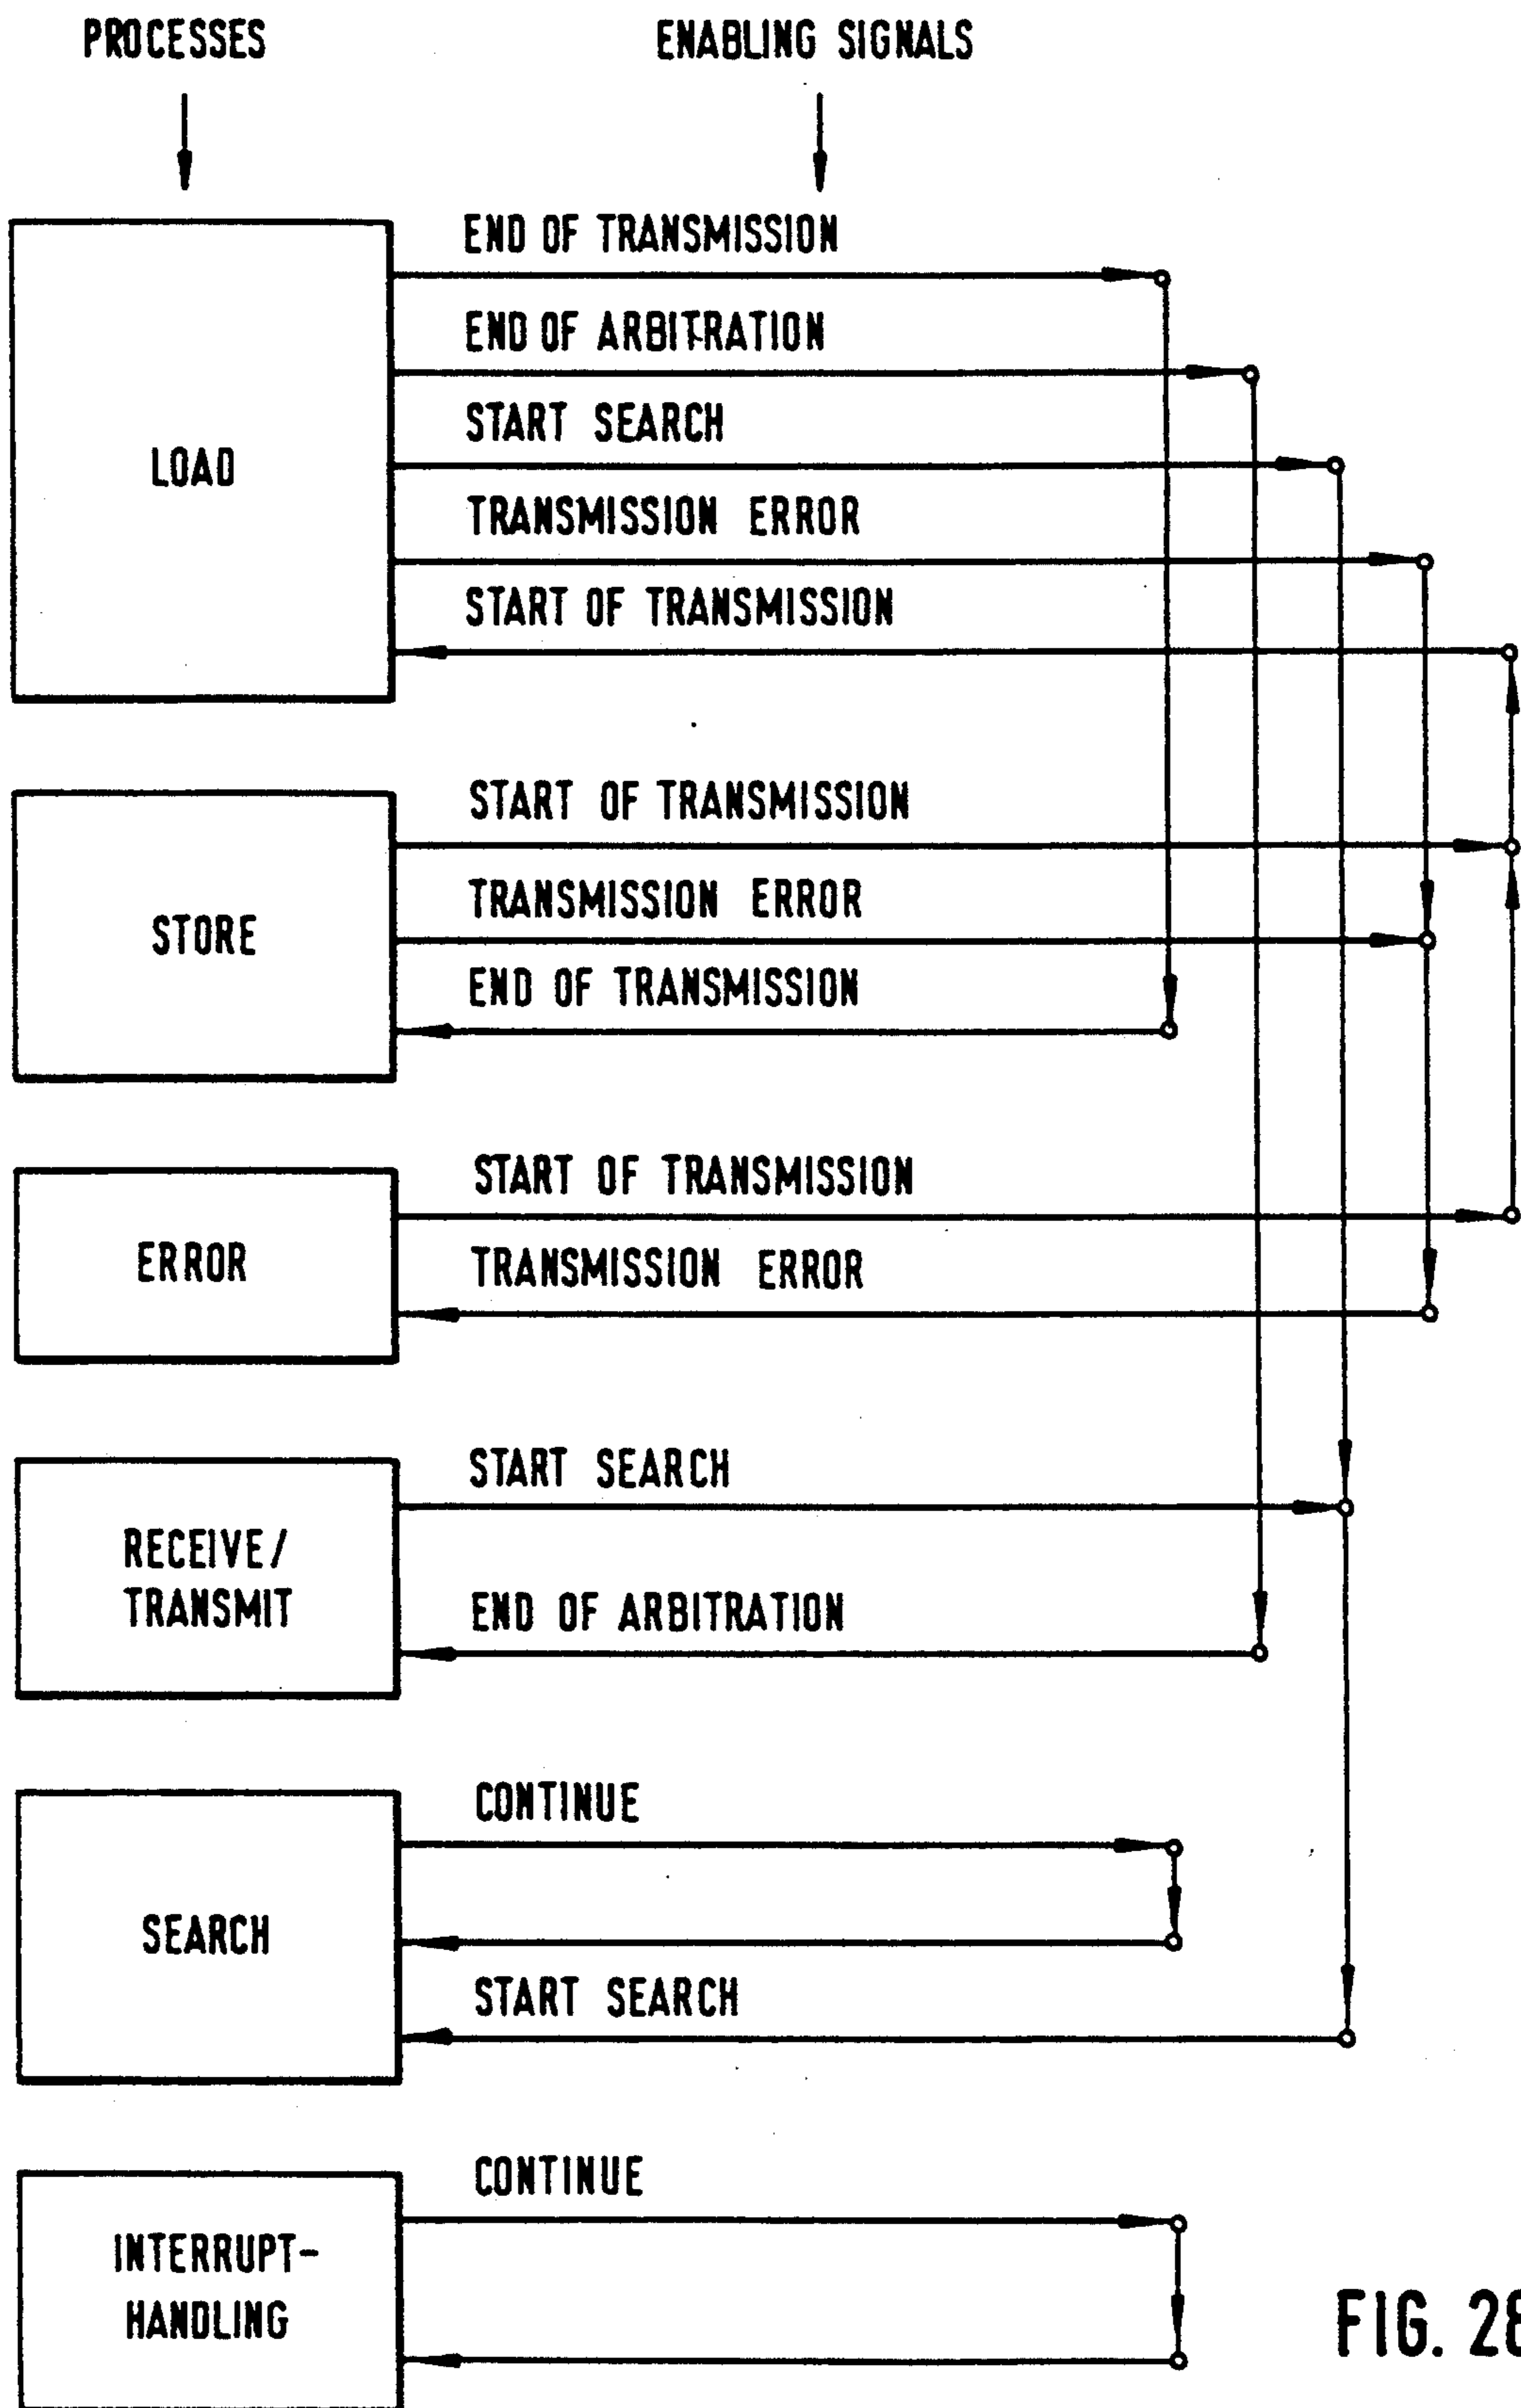 PROCESSES
ENABLING SIGNALS
END OF TRANSMISSION
END OF ARBITRATION
START SEARCH
LOAD
TRANSMISSION ERROR
START OF TRANSMISSION
START OF TRANSMISSION
TRANSMISSION ERROR
STORE
END OF TRANSMISSION
START OF TRANSMISSION
ERROR
TRANSMISSION ERROR
START SEARCH
RECEIVE/
TRANSMIT
END OF ARBITRATION
CONTINUE
SEARCH
START SEARCH
CONTINUE
INTERRUPT-
HANDLING
FIG. 28